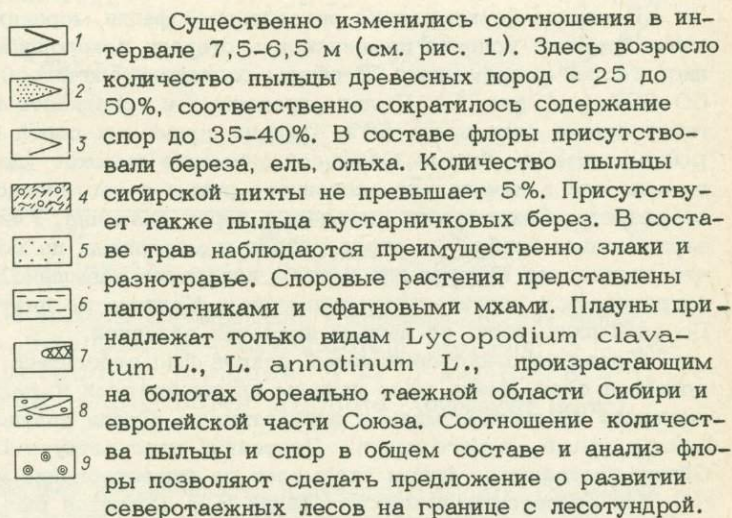 Существенно изменились соотношения в ин-
тервале 7,5-6,5 м (см. рис. 1). Здесь возросло
количество пыльцы древесных пород с 25 до
50%, соответственно сократилось содержание
спор до 35-40%. В составе флоры присутство-
вали береза, ель, ольха. Количество пыльцы
сибирской пихты не превышает 5%. Присутству-
ет также пыльца кустарничковых берез. В соста-
ве трав наблюдаются преимущественно злаки и
разнотравье. Споровые растения представлены
папоротниками и сфагновыми мхами. Плауны при-
надлежат только видам Lycopodium clava-
tum L., L. annotinum L., произрастающим
на болотах бореально таежной области Сибири и
европейской части Союза. Соотношение количест-
ва пыльцы и спор в общем составе и анализ фло-
ры позволяют сделать предложение о развитии
северотаежных лесов на границе с лесотундрой.
1
2
3
4
5
6
7
8
9